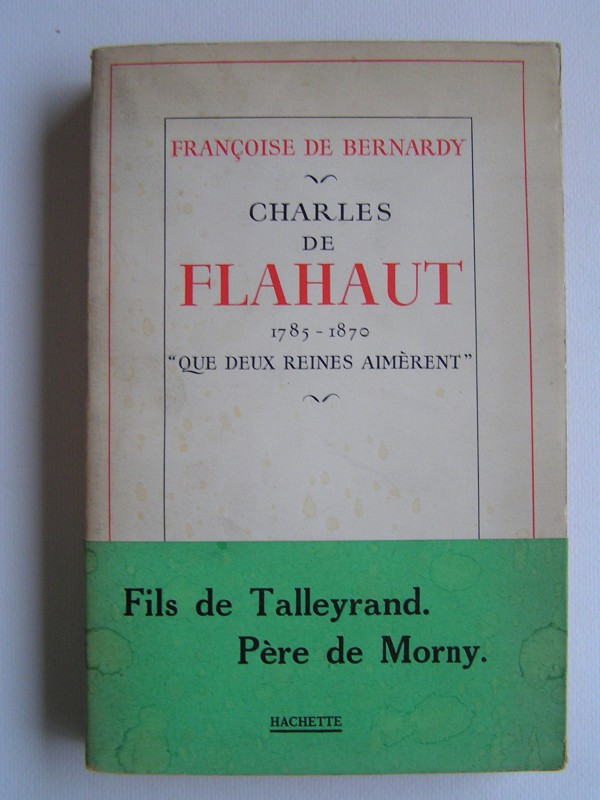 FRANÇOISE DE BERNARDY
CHARLES
DE
FLAHAUT
1785 - 1870
“QUE DEUX REINES AIMÈRENT”
Fils de Talleyrand.
Père de Morny.
HACHETTE